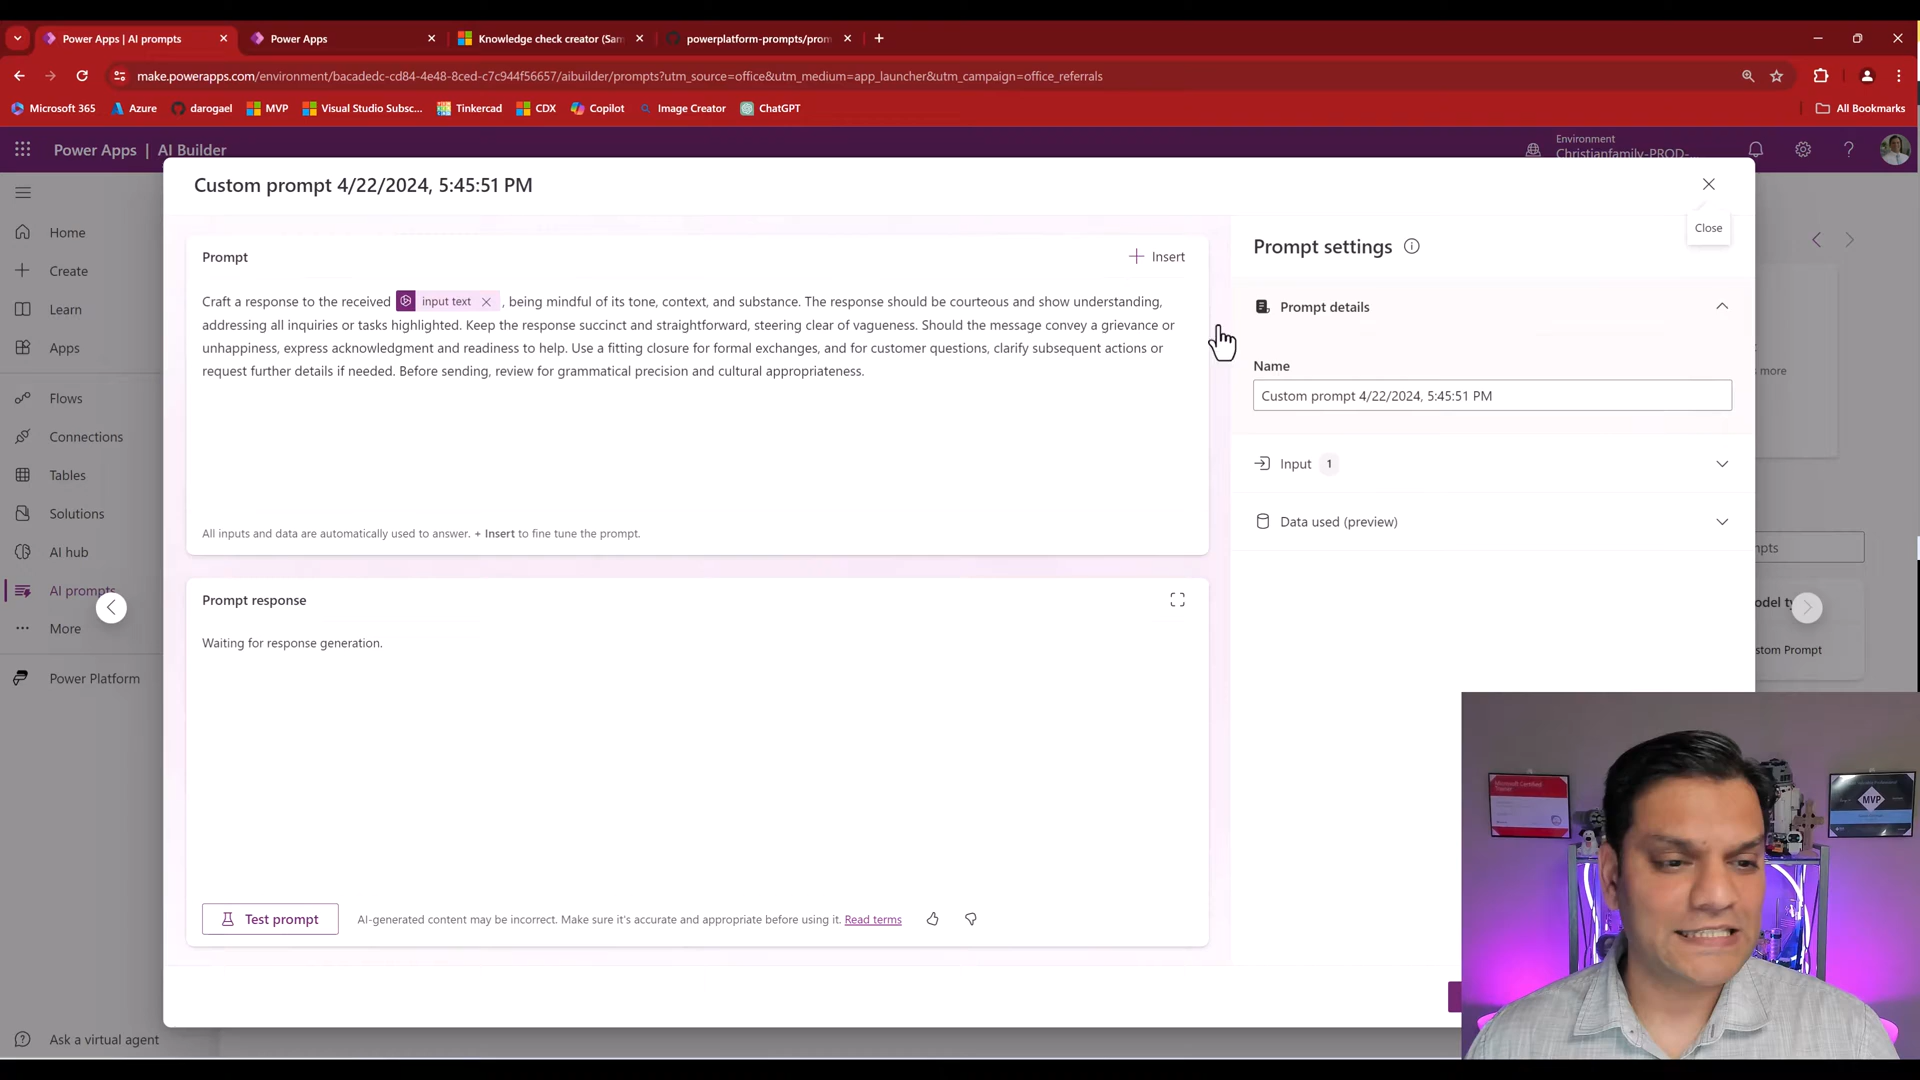 Power Apps | AI prompts
Power Apps
Knowledge check creator (Sam
powerplatform-prompts/prom
make.powerapps.com/environment/bacadedc-cd84-4e48-8ced-c7c944f56657/aibuilder/prompts?utm_source=office&utm_medium=app_launcher&utm_campaign=office_referrals
Microsoft 365
Azure
darogael
MVP
Visual Studio Subsc...
Tinkercad
CDX
Copilot
Image Creator
ChatGPT
All Bookmarks
Power Apps | AI Builder
Environment
Christianfamily-PROD-...
Home
Create
Learn
Apps
Flows
Connections
Tables
Solutions
AI hub
AI prompts
More
Power Platform
Ask a virtual agent
Custom prompt 4/22/2024, 5:45:51 PM
Close
Prompt
Insert
Craft a response to the received input text , being mindful of its tone, context, and substance. The response should be courteous and show understanding,
addressing all inquiries or tasks highlighted. Keep the response succinct and straightforward, steering clear of vagueness. Should the message convey a grievance or
unhappiness, express acknowledgment and readiness to help. Use a fitting closure for formal exchanges, and for customer questions, clarify subsequent actions or
request further details if needed. Before sending, review for grammatical precision and cultural appropriateness.
All inputs and data are automatically used to answer. + Insert to fine tune the prompt.
Prompt response
Waiting for response generation.
Test prompt
AI-generated content may be incorrect. Make sure it's accurate and appropriate before using it. Read terms
Prompt settings
Prompt details
Name
Custom prompt 4/22/2024, 5:45:51 PM
Input 1
Data used (preview)
more
mpts
odel ty
stom Prompt
MVP